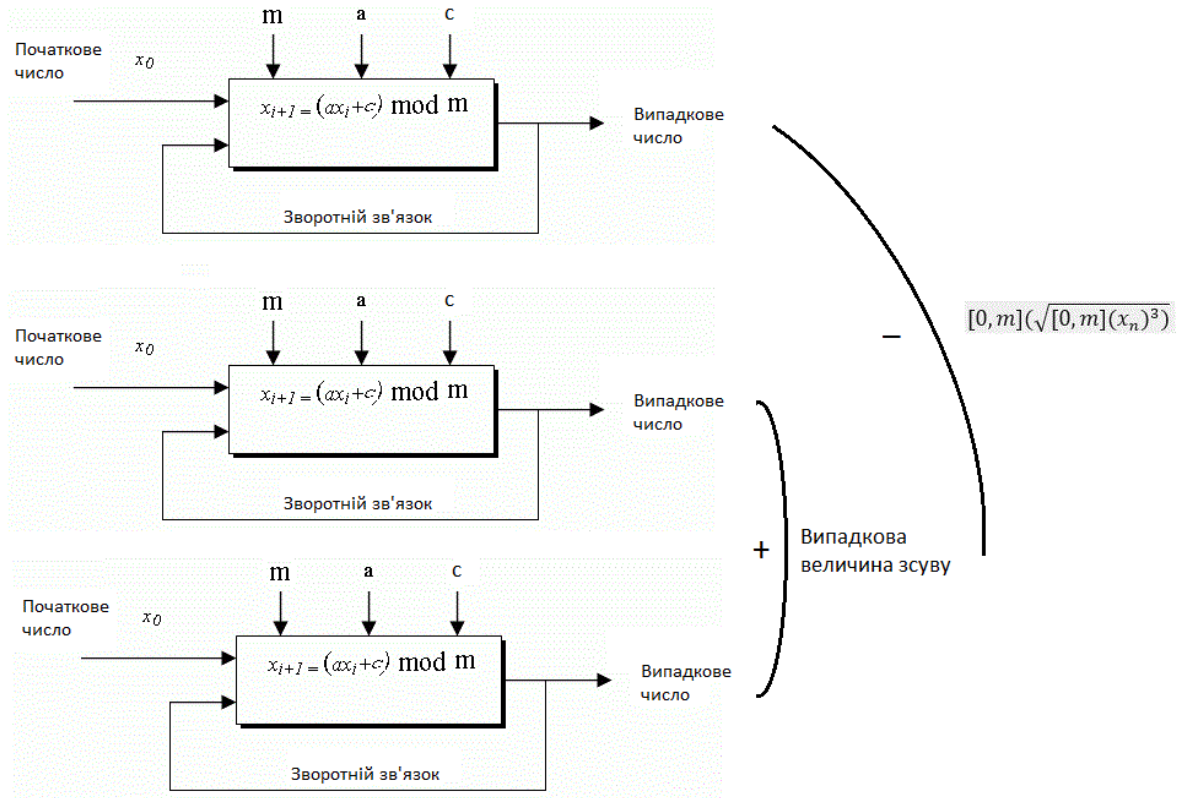 m a c
Початкове
число
x₀
xᵢ₊₁ = (axᵢ+c) mod m
Випадкове
число
Зворотній зв'язок
m a c
Початкове
число
x₀
xᵢ₊₁ = (axᵢ+c) mod m
Випадкове
число
Зворотній зв'язок
− [0, m](√([0, m](xₙ)³))
+ Випадкова
величина зсуву
m a c
Початкове
число
x₀
xᵢ₊₁ = (axᵢ+c) mod m
Випадкове
число
Зворотній зв'язок